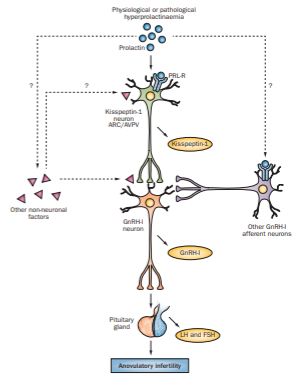 Physiological or pathological
hyperprolactinaemia
Prolactin
?
?
?
PRL-R
Kisspeptin-1
neuron
ARC/AVPV
Kisspeptin-1
Other non-neuronal
factors
GnRH-I
neuron
Other GnRH-I
afferent neurons
GnRH-I
Pituitary
gland
LH and FSH
Anovulatory infertility